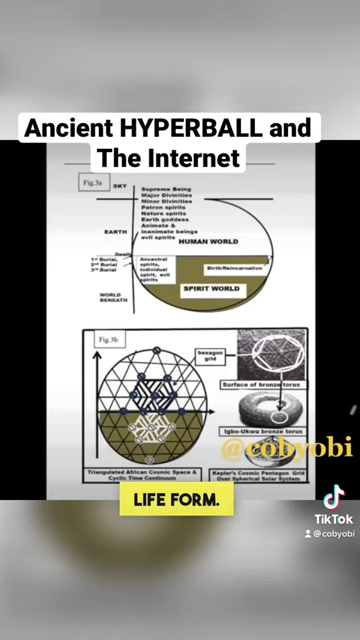 Ancient HYPERBALL and
The Internet
Fig.3a
SKY
Supreme Being
Major Divinities
Minor Divinities
Patron spirits
Nature spirits
Earth goddess
Animate &
inanimate beings
evil spirits
EARTH
HUMAN WORLD
Death
1st Burial,
2nd Burial
3rd Burial
Ancestral
spirits,
individual
spirit, evil
spirits
Birth/Reincarnation
SPIRIT WORLD
WORLD
BENEATH
Fig.3b
hexagon
grid
Surface of bronze torus
Igbo-Ukwu bronze torus
@cobyobi
Triangulated African Cosmic Space &
Cyclic Time Continuum
Kapler's Cosmic Pentagon Grid
Over Spherical Solar System
LIFE FORM.
TikTok
@cobyobi